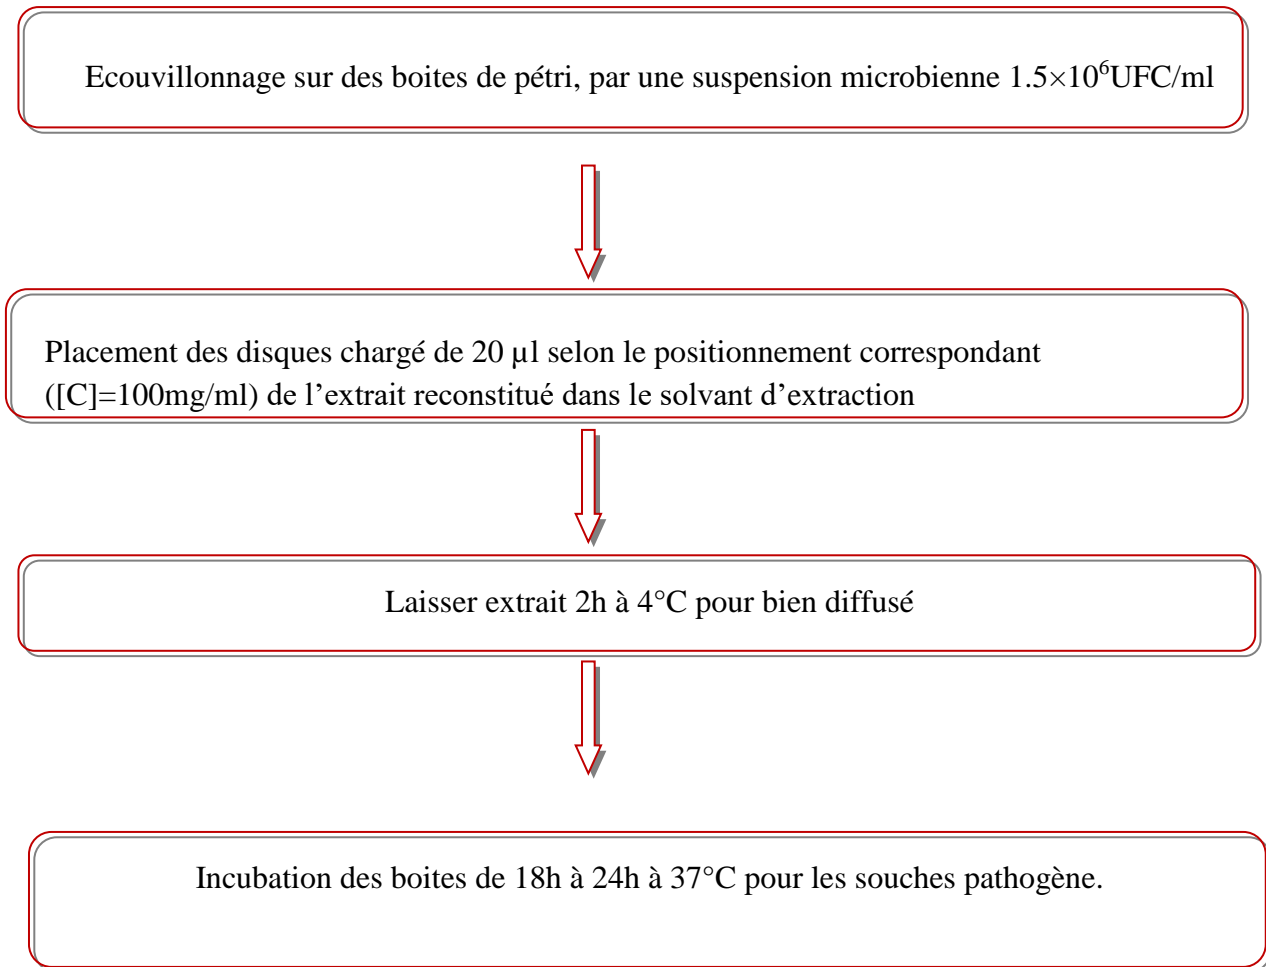 Ecouvillonnage sur des boites de pétri, par une suspension microbienne 1.5×10⁶UFC/ml
Placement des disques chargé de 20 µl selon le positionnement correspondant
([C]=100mg/ml) de l’extrait reconstitué dans le solvant d’extraction
Laisser extrait 2h à 4°C pour bien diffusé
Incubation des boites de 18h à 24h à 37°C pour les souches pathogène.